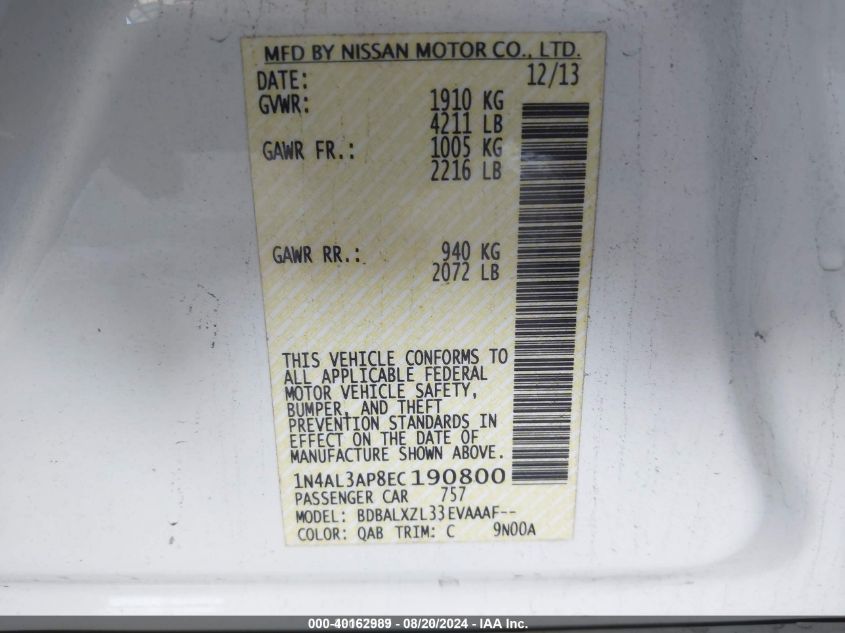 MFD BY NISSAN MOTOR CO., LTD.
DATE: 12/13
GVWR: 1910 KG
4211 LB
GAWR FR.: 1005 KG
2216 LB
GAWR RR.: 940 KG
2072 LB
THIS VEHICLE CONFORMS TO
ALL APPLICABLE FEDERAL
MOTOR VEHICLE SAFETY,
BUMPER, AND THEFT
PREVENTION STANDARDS IN
EFFECT ON THE DATE OF
MANUFACTURE SHOWN ABOVE.
1N4AL3AP8EC190800
PASSENGER CAR 757
MODEL: BDBALXZL33EVAAAF--
COLOR: QAB TRIM: C 9N00A
000-40162989 - 08/20/2024 - IAA Inc.